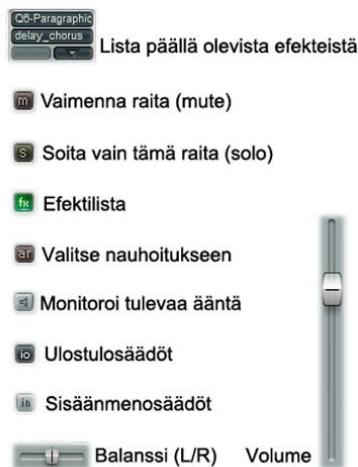 Q6-Paragraphic
delay_chorus
Lista päällä olevista efekteistä
m Vaimenna raita (mute)
s Soita vain tämä raita (solo)
fx Efektilista
ar Valitse nauhoitukseen
Monitoroi tulevaa ääntä
io Ulostulosäädöt
in Sisäänmenosäädöt
Balanssi (L/R) Volume